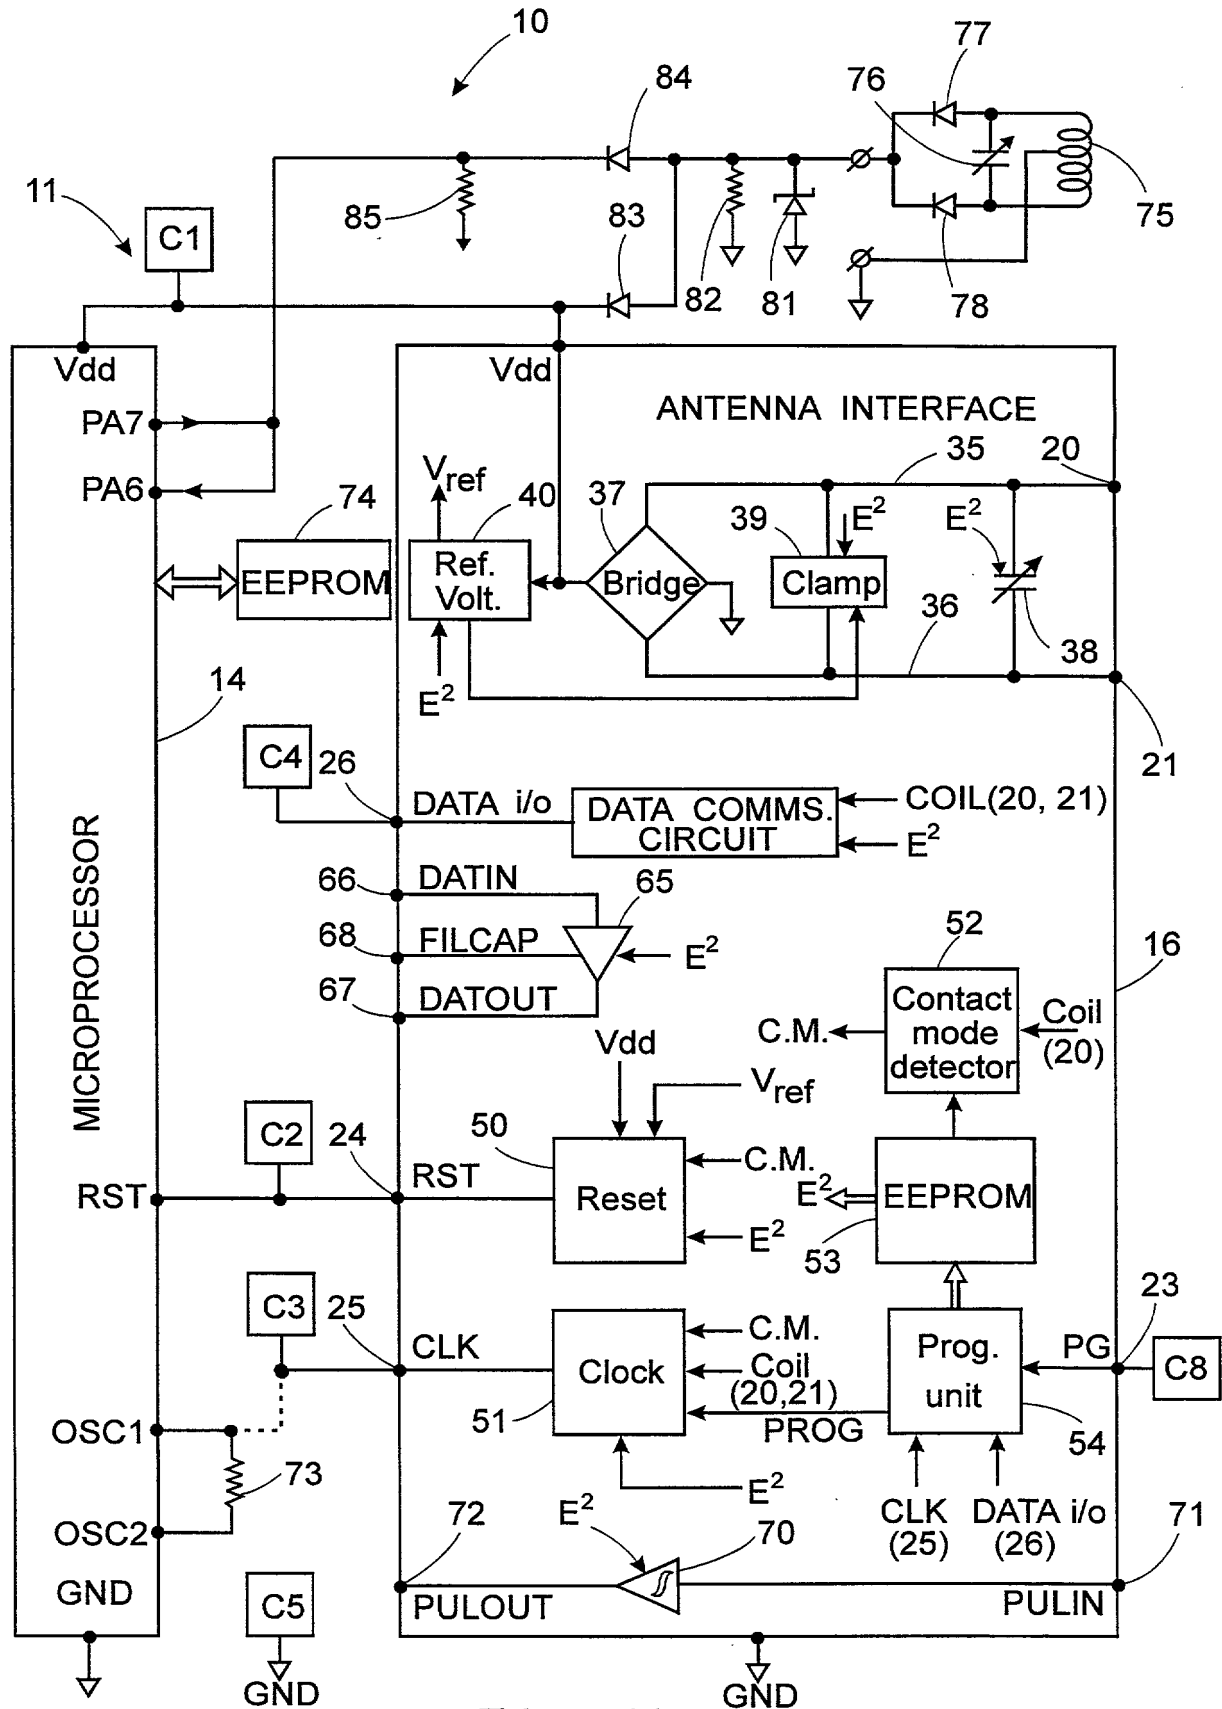 10
77
76
84
75
11
C1
85
83
82
81
78
Vdd
Vdd
PA7
ANTENNA INTERFACE
PA6
Vref
40
37
35
20
74
39
E²
E²
EEPROM
Ref.
Volt.
Bridge
Clamp
36
38
14
E²
21
C4
26
DATA i/o
DATA COMMS.
CIRCUIT
COIL(20, 21)
E²
MICROPROCESSOR
66
DATIN
65
68
FILCAP
E²
67
DATOUT
52
16
Contact
mode
detector
C.M.
Coil
(20)
Vdd
Vref
C2
24
50
RST
RST
Reset
C.M.
E²
E²
EEPROM
53
C3
25
CLK
Clock
51
C.M.
Coil
(20,21)
PROG
E²
Prog.
unit
54
PG
23
C8
OSC1
73
OSC2
CLK
(25)
DATA i/o
(26)
72
E²
70
71
GND
C5
PULOUT
PULIN
GND
GND